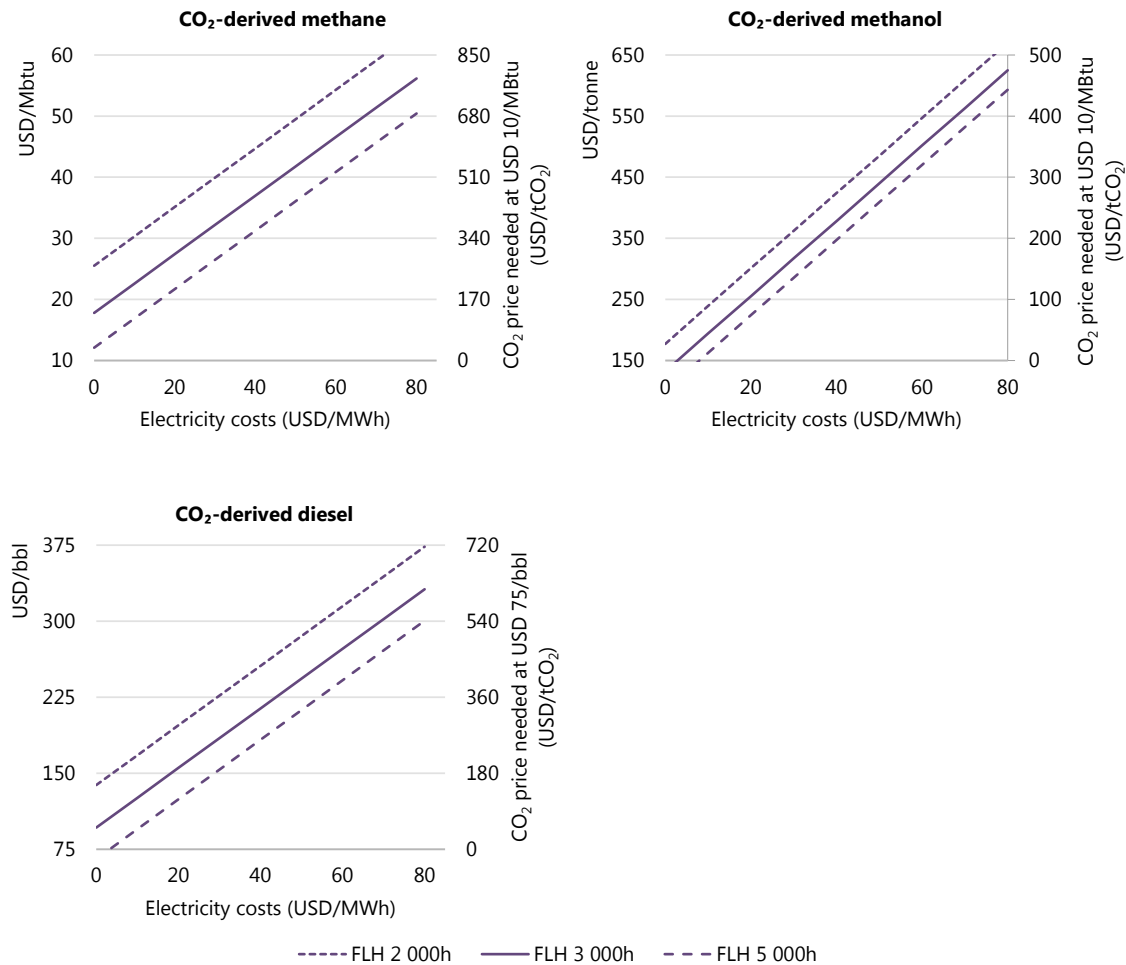 CO₂-derived methane
USD/Mbtu
60
50
40
30
20
10
850
680
510
340
170
0
CO₂ price needed at USD 10/MBtu
(USD/tCO₂)
0 20 40 60 80
Electricity costs (USD/MWh)
CO₂-derived methanol
USD/tonne
650
550
450
350
250
150
500
400
300
200
100
0
CO₂ price needed at USD 10/MBtu
(USD/tCO₂)
0 20 40 60 80
Electricity costs (USD/MWh)
CO₂-derived diesel
USD/bbl
375
300
225
150
75
720
540
360
180
0
CO₂ price needed at USD 75/bbl
(USD/tCO₂)
0 20 40 60 80
Electricity costs (USD/MWh)
FLH 2 000h FLH 3 000h FLH 5 000h